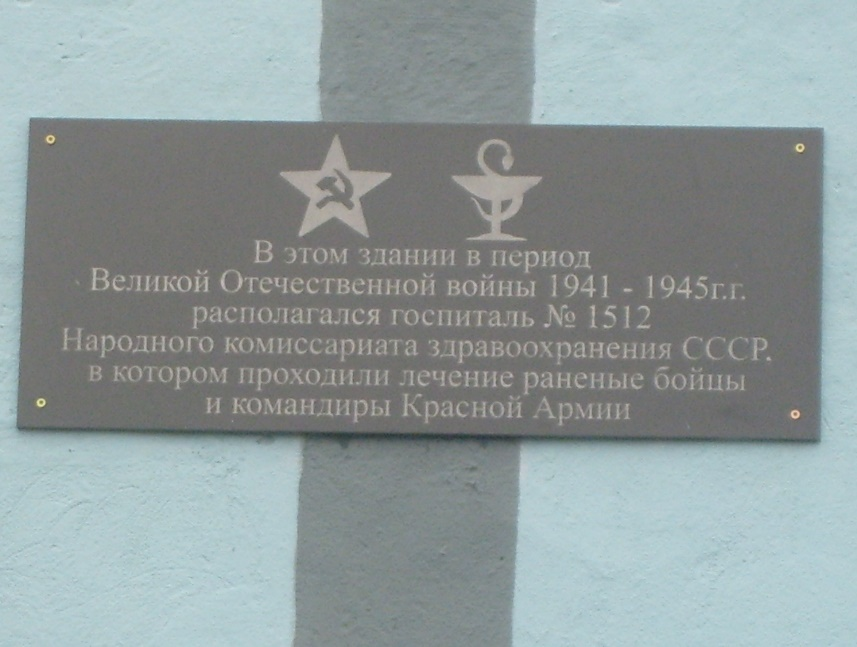 В этом здании в период
Великой Отечественной войны 1941 - 1945г.г.
располагался госпиталь № 1512
Народного комиссариата здравоохранения СССР,
в котором проходили лечение раненые бойцы
и командиры Красной Армии